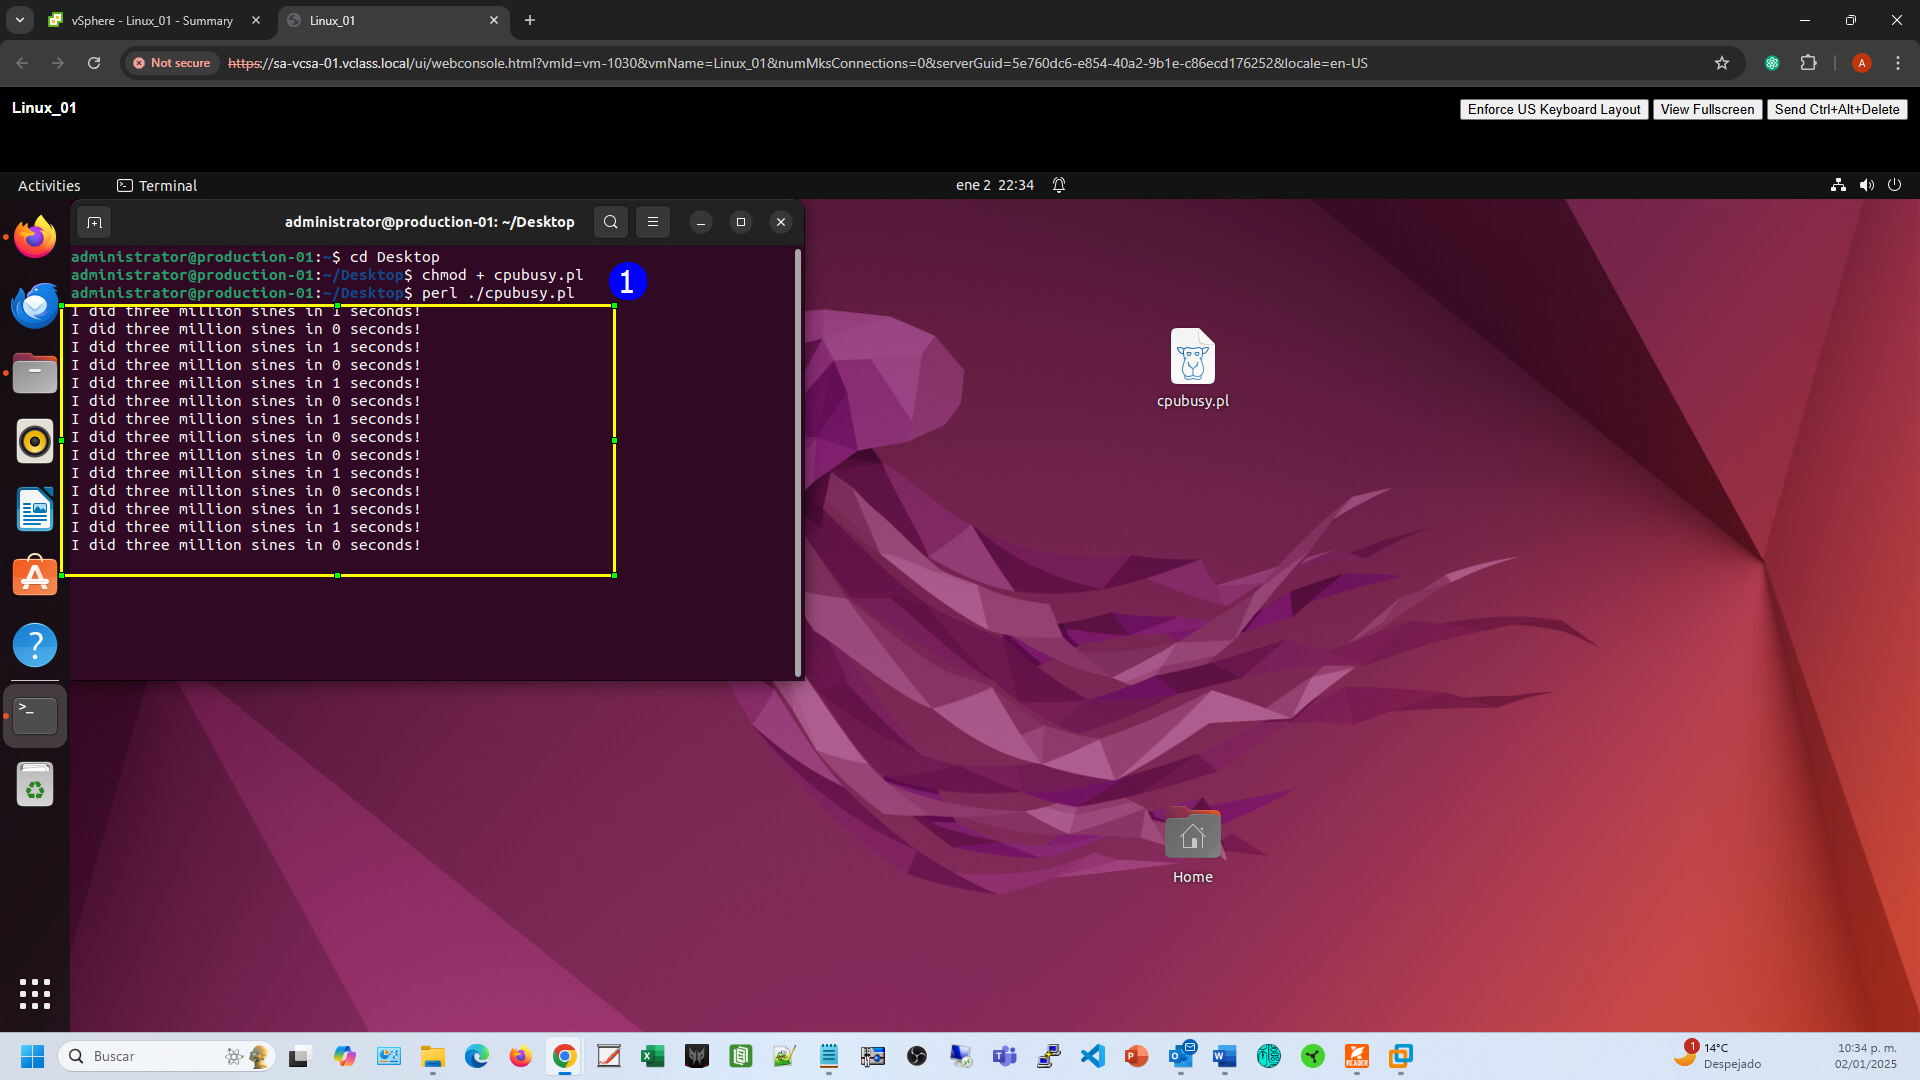 vSphere - Linux_01 - Summary
Linux_01
Not secure
https://sa-vcsa-01.vclass.local/ui/webconsole.html?vmId=vm-1030&vmName=Linux_01&numMksConnections=0&serverGuid=5e760dc6-e854-40a2-9b1e-c86ecd176252&locale=en-US
A
Linux_01
Enforce US Keyboard Layout
View Fullscreen
Send Ctrl+Alt+Delete
Activities
Terminal
ene 2 22:34
administrator@production-01: ~/Desktop
administrator@production-01:~$ cd Desktop
administrator@production-01:~/Desktop$ chmod + cpubusy.pl
administrator@production-01:~/Desktop$ perl ./cpubusy.pl
1
I did three million sines in 1 seconds!
I did three million sines in 0 seconds!
I did three million sines in 1 seconds!
I did three million sines in 0 seconds!
I did three million sines in 1 seconds!
I did three million sines in 0 seconds!
I did three million sines in 1 seconds!
I did three million sines in 0 seconds!
I did three million sines in 0 seconds!
I did three million sines in 1 seconds!
I did three million sines in 0 seconds!
I did three million sines in 1 seconds!
I did three million sines in 1 seconds!
I did three million sines in 0 seconds!
cpubusy.pl
Home
Buscar
READER
1
14°C
Despejado
10:34 p. m.
02/01/2025